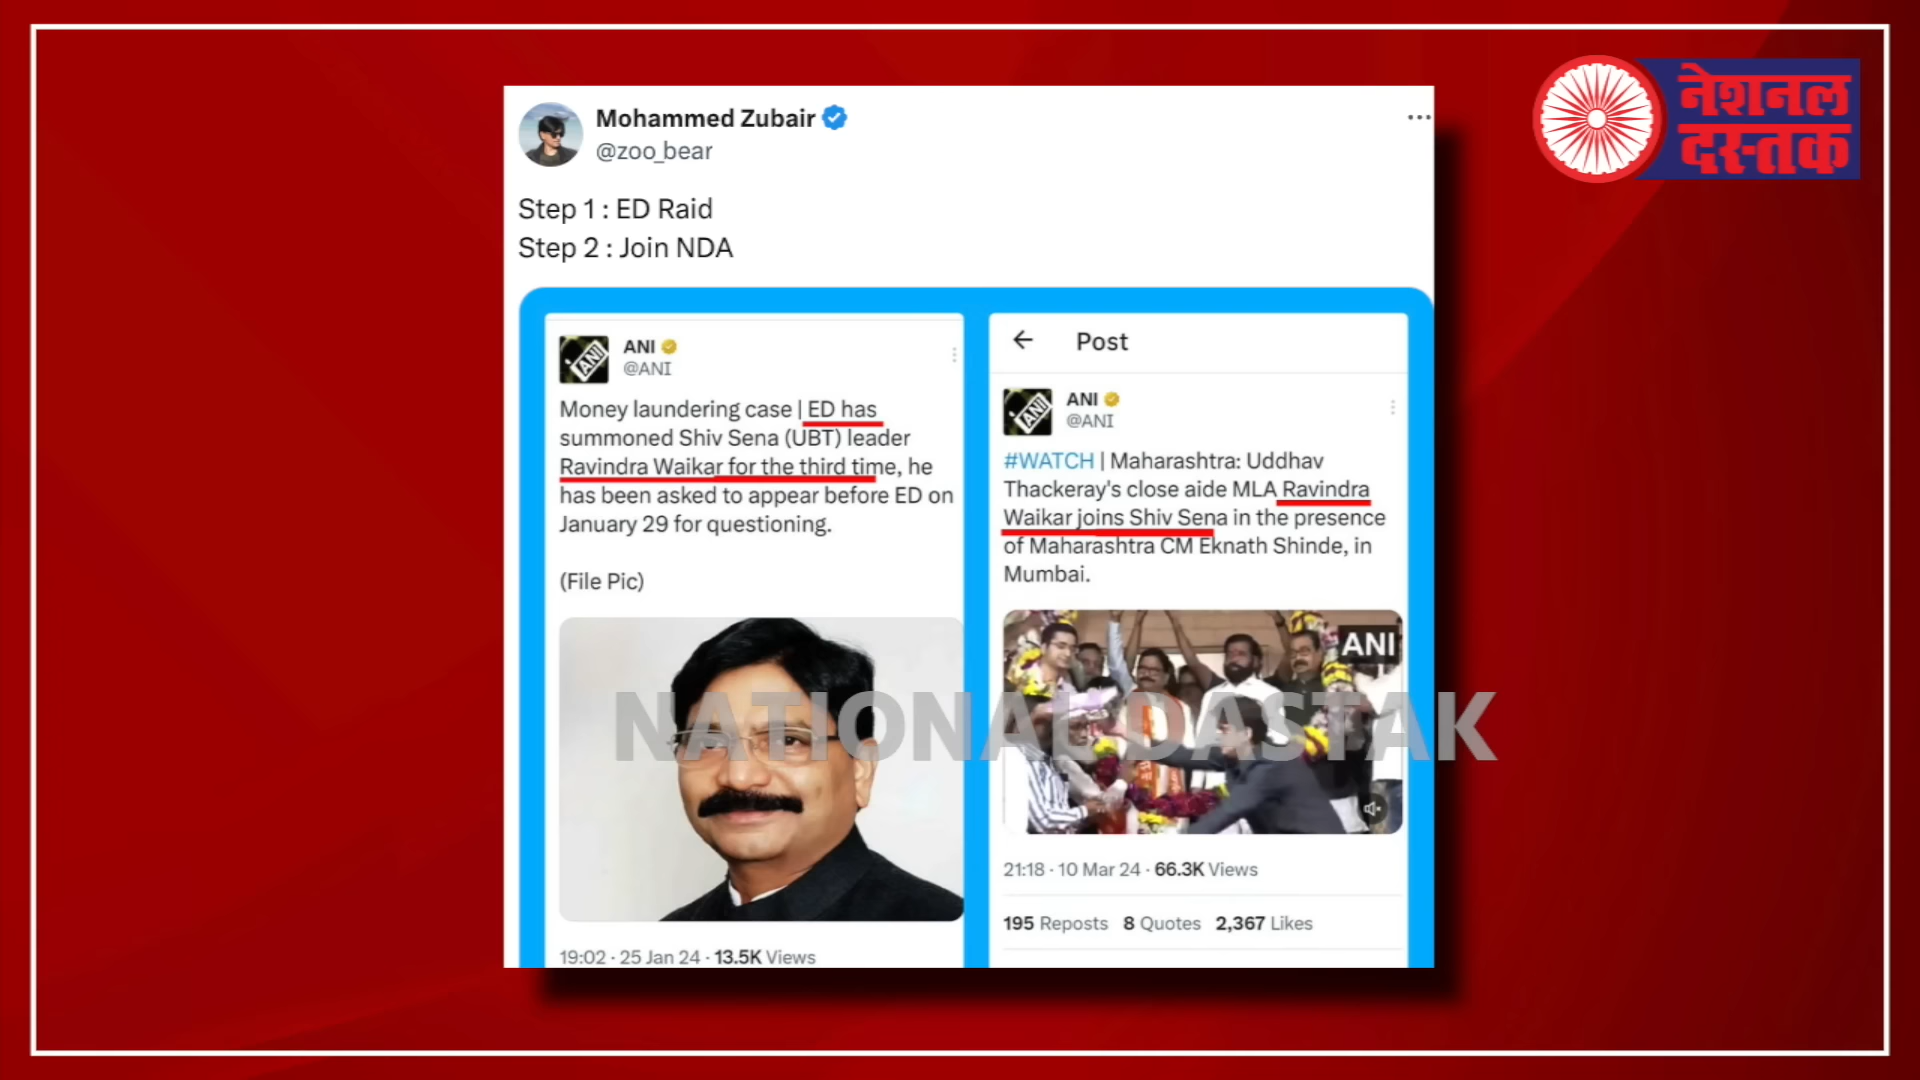 नेशनल
दस्तक
Mohammed Zubair
@zoo_bear
Step 1 : ED Raid
Step 2 : Join NDA
ANI
@ANI
Money laundering case | ED has
summoned Shiv Sena (UBT) leader
Ravindra Waikar for the third time, he
has been asked to appear before ED on
January 29 for questioning.
(File Pic)
19:02 · 25 Jan 24 · 13.5K Views
Post
ANI
@ANI
#WATCH | Maharashtra: Uddhav
Thackeray's close aide MLA Ravindra
Waikar joins Shiv Sena in the presence
of Maharashtra CM Eknath Shinde, in
Mumbai.
ANI
21:18 · 10 Mar 24 · 66.3K Views
195 Reposts 8 Quotes 2,367 Likes
NATIONAL DASTAK
ANI
ANI